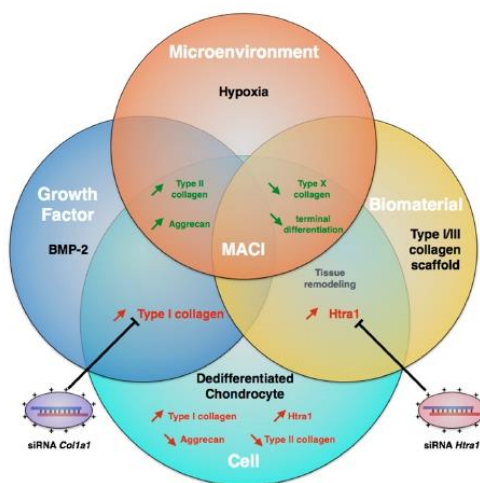 Microenvironment
Hypoxia
Growth
Factor
BMP-2
Type II
collagen
Aggrecan
Type X
collagen
terminal
differentiation
MACI
Biomaterial
Type I/III
collagen
scaffold
Tissue
remodeling
Type I collagen
Htra1
Dedifferentiated
Chondrocyte
Type I collagen
Htra1
Aggrecan
Type II collagen
Cell
siRNA Col1a1
siRNA Htra1